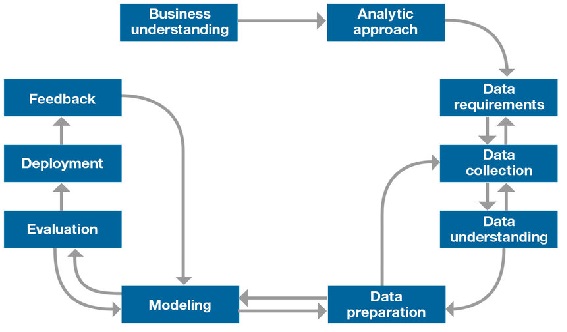 Business
understanding
Analytic
approach
Feedback
Data
requirements
Deployment
Data
collection
Evaluation
Data
understanding
Modeling
Data
preparation